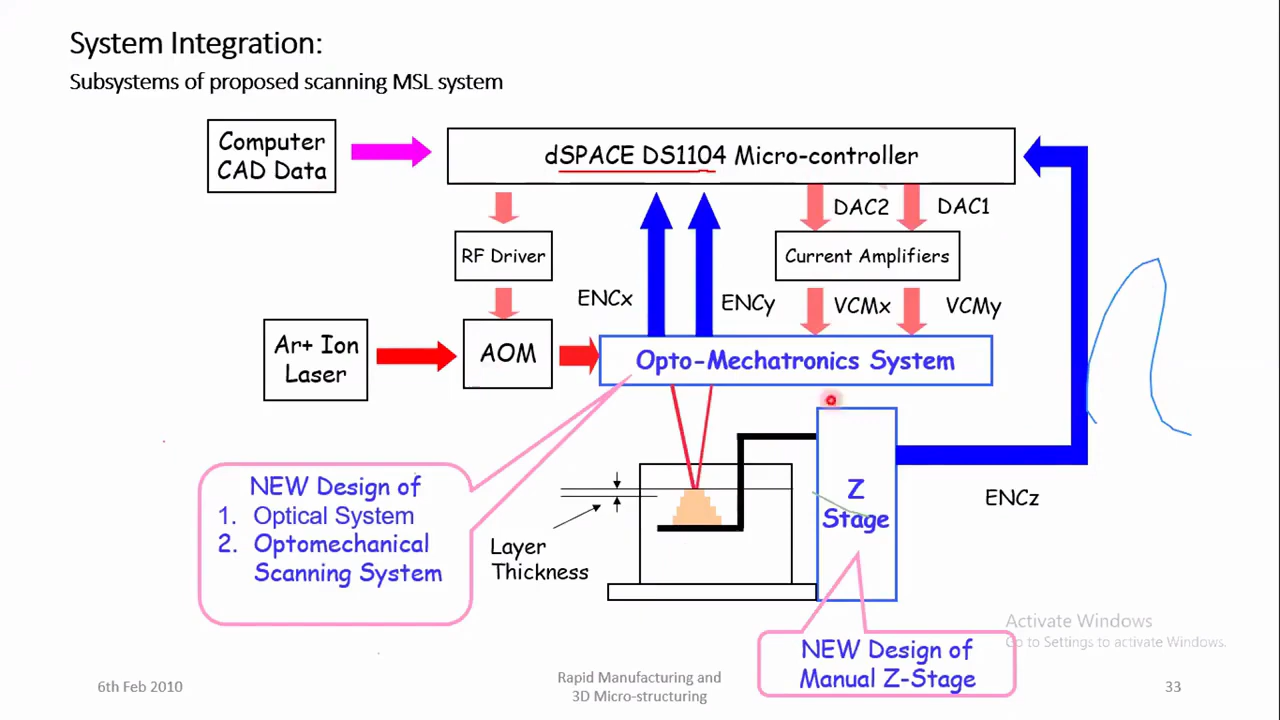 System Integration:
Subsystems of proposed scanning MSL system
Computer
CAD Data
dSPACE DS1104 Micro-controller
DAC2
DAC1
RF Driver
Current Amplifiers
ENCx
ENCy
VCMx
VCMy
Ar+ Ion
Laser
AOM
Opto-Mechatronics System
NEW Design of
1. Optical System
2. Optomechanical
Scanning System
Z
Stage
ENCz
Layer
Thickness
NEW Design of
Manual Z-Stage
Activate Windows
Go to Settings to activate Windows.
6th Feb 2010
Rapid Manufacturing and
3D Micro-structuring
33